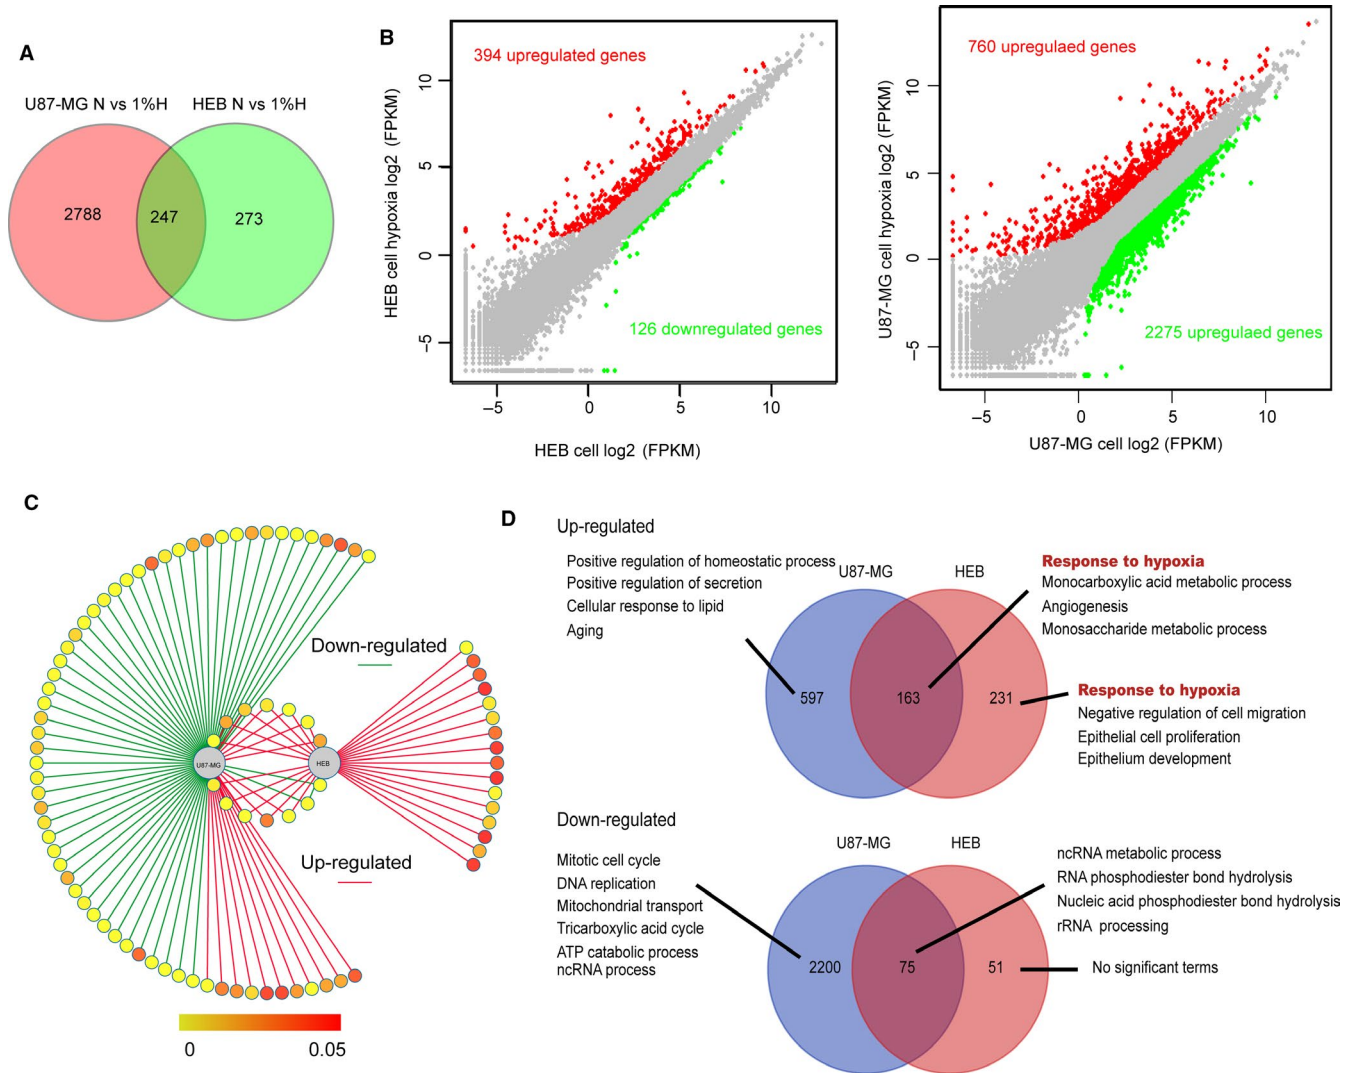 A
U87-MG N vs 1%H
HEB N vs 1%H
2788
247
273
B
394 upregulated genes
126 downregulated genes
HEB cell hypoxia log2 (FPKM)
10
5
0
–5
–5
0
5
10
HEB cell log2 (FPKM)
760 upregulaed genes
2275 upregulaed genes
U87-MG cell hypoxia log2 (FPKM)
10
5
0
–5
–5
0
5
10
U87-MG cell log2 (FPKM)
C
Down-regulated
U87-MG
HEB
Up-regulated
0
0.05
D
Up-regulated
Positive regulation of homeostatic process
Positive regulation of secretion
Cellular response to lipid
Aging
U87-MG
HEB
597
163
231
Response to hypoxia
Monocarboxylic acid metabolic process
Angiogenesis
Monosaccharide metabolic process
Response to hypoxia
Negative regulation of cell migration
Epithelial cell proliferation
Epithelium development
Down-regulated
Mitotic cell cycle
DNA replication
Mitochondrial transport
Tricarboxylic acid cycle
ATP catabolic process
ncRNA process
U87-MG
HEB
2200
75
51
ncRNA metabolic process
RNA phosphodiester bond hydrolysis
Nucleic acid phosphodiester bond hydrolysis
rRNA processing
No significant terms